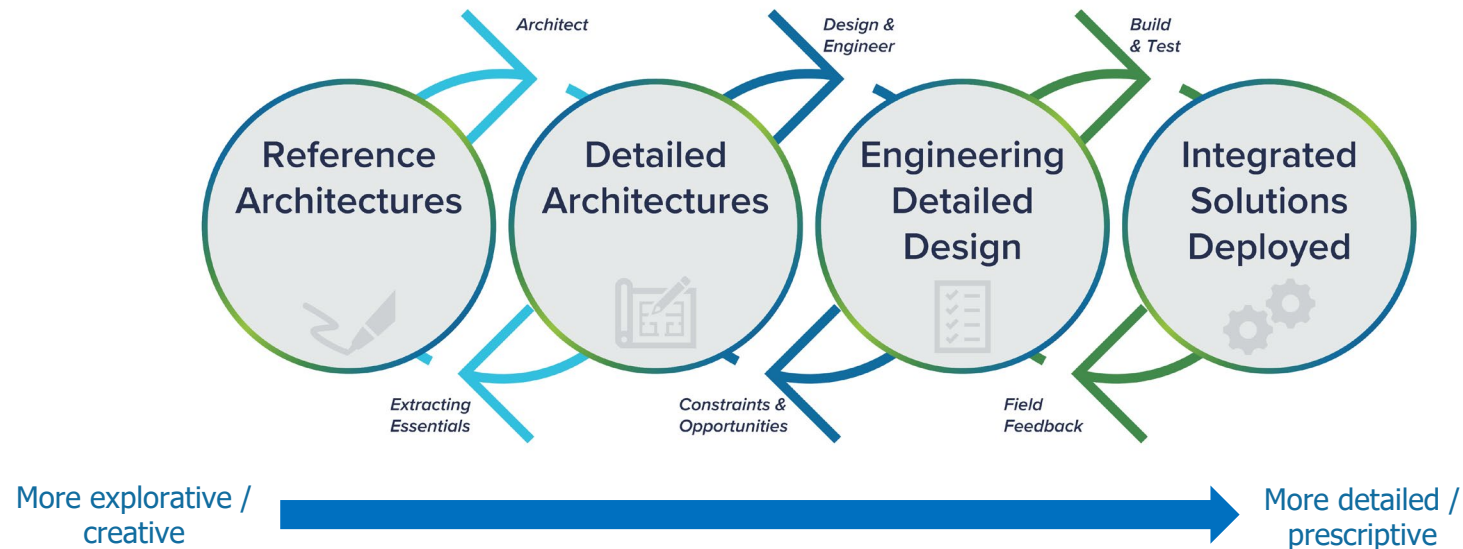 Architect
Design &
Engineer
Build
& Test
Reference
Architectures
Detailed
Architectures
Engineering
Detailed
Design
Integrated
Solutions
Deployed
Extracting
Essentials
Constraints &
Opportunities
Field
Feedback
More explorative /
creative
More detailed /
prescriptive